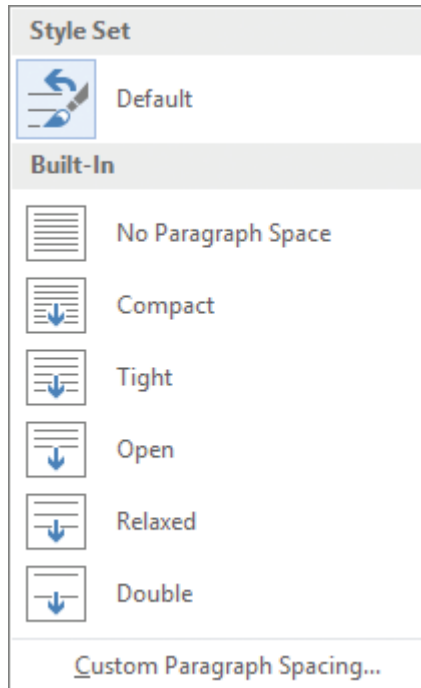 Style Set
Default
Built-In
No Paragraph Space
Compact
Tight
Open
Relaxed
Double
Custom Paragraph Spacing...